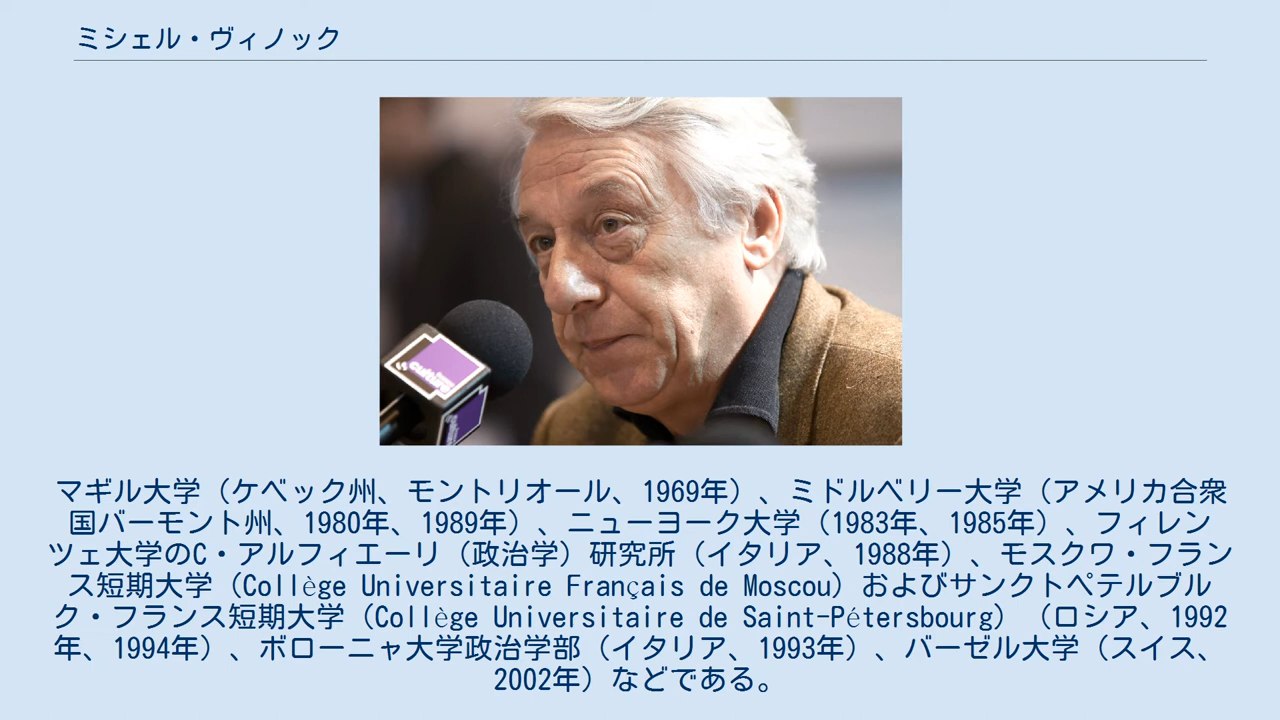 ミシェル・ヴィノック
culture
マギル大学（ケベック州、モントリオール、1969年）、ミドルベリー大学（アメリカ合衆
国バーモント州、1980年、1989年）、ニューヨーク大学（1983年、1985年）、フィレン
ツェ大学のC・アルフィエーリ（政治学）研究所（イタリア、1988年）、モスクワ・フラン
ス短期大学（Collège Universitaire Français de Moscou）およびサンクトペテルブル
ク・フランス短期大学（Collège Universitaire de Saint-Pétersbourg）（ロシア、1992
年、1994年）、ボローニャ大学政治学部（イタリア、1993年）、バーゼル大学（スイス、
2002年）などである。